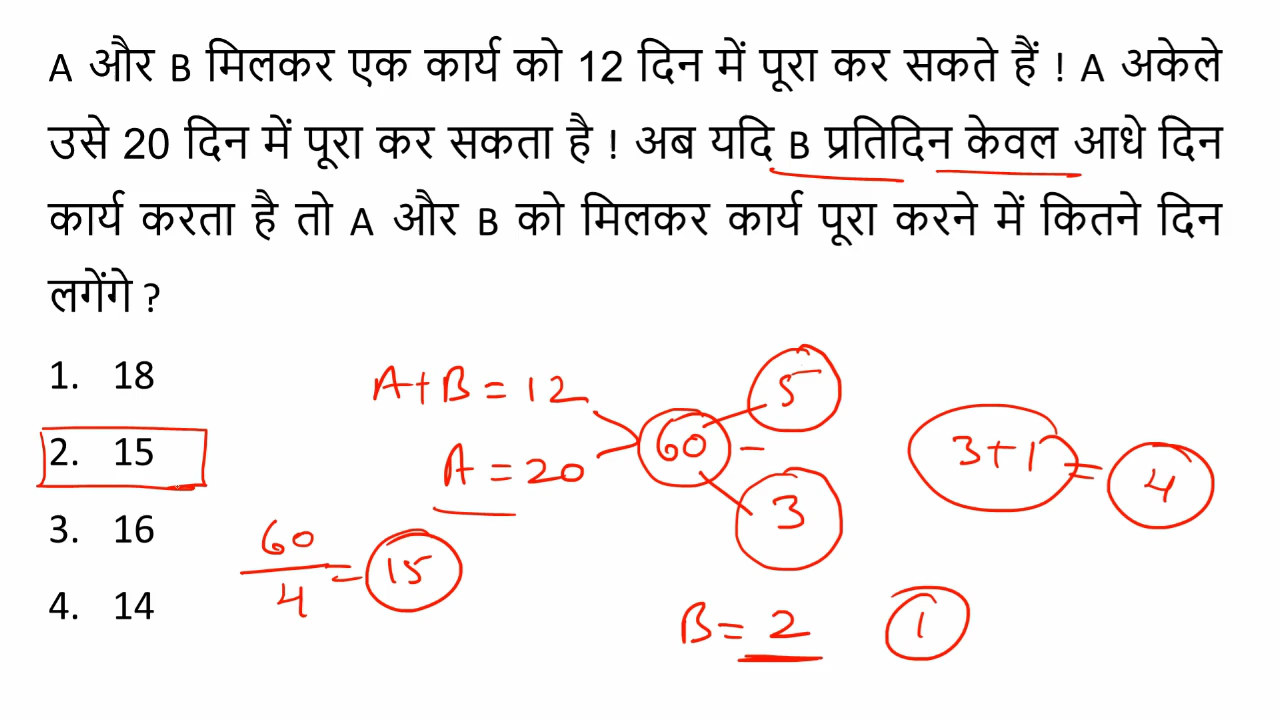 A और B मिलकर एक कार्य को 12 दिन में पूरा कर सकते हैं ! A अकेले
उसे 20 दिन में पूरा कर सकता है ! अब यदि B प्रतिदिन केवल आधे दिन
कार्य करता है तो A और B को मिलकर कार्य पूरा करने में कितने दिन
लगेंगे ?
1. 18
2. 15
3. 16
4. 14
A+B = 12
A = 20
60 -
5
3
3+1 = 4
60/4 = 15
B = 2
1